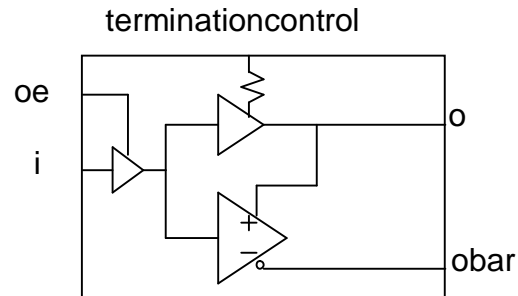 terminationcontrol
oe
o
i
+
−
obar